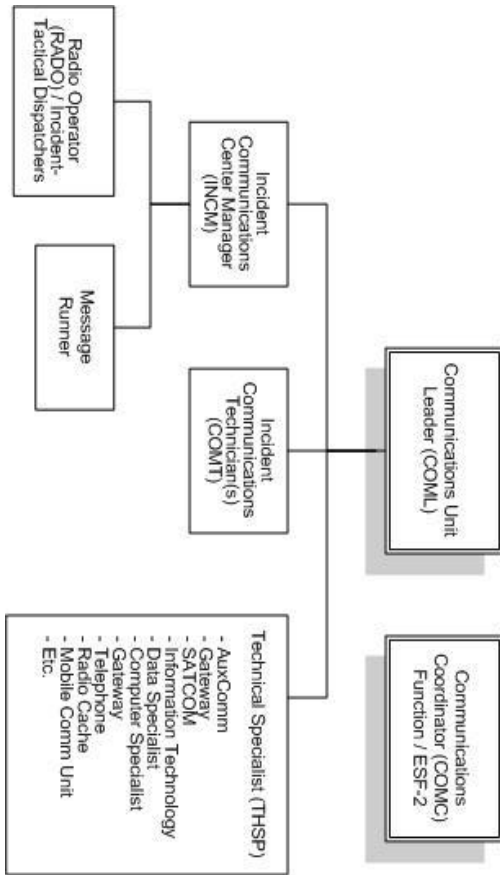 Communications Unit
Leader (COML)
Communications
Coordinator (COMC)
Function / ESF-2
Incident
Communications
Center Manager
(INCM)
Incident
Communications
Technician(s)
(COMT)
Technical Specialist (THSP)
- AuxComm
- Gateway
- SATCOM
- Information Technology
- Data Specialist
- Computer Specialist
- Gateway
- Telephone
- Radio Cache
- Mobile Comm Unit
- Etc.
Radio Operator
(RADO) / Incident-
Tactical Dispatchers
Message
Runner